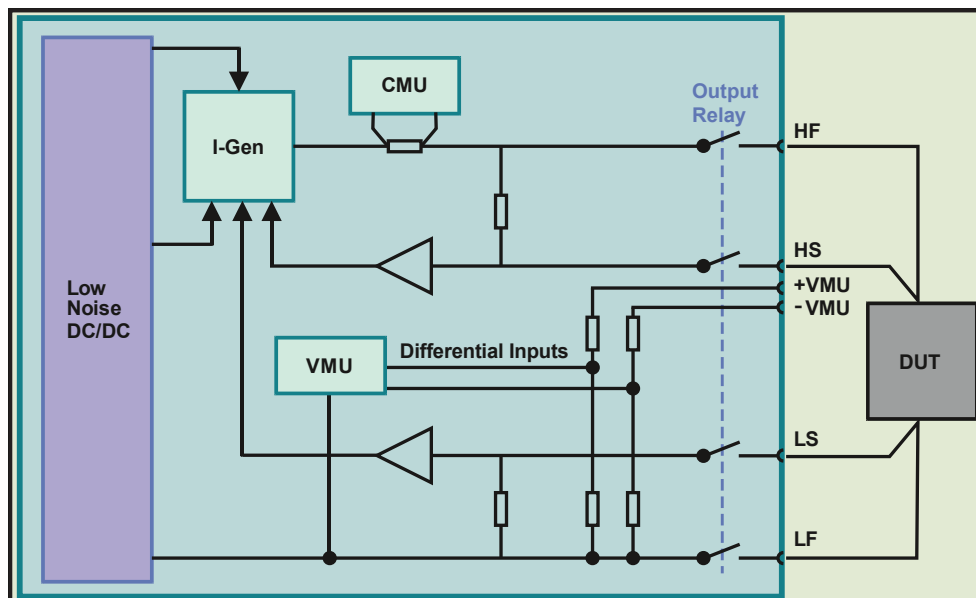 CMU
Output
Relay
HF
I-Gen
HS
+VMU
-VMU
Low
Noise
DC/DC
Differential Inputs
VMU
DUT
LS
LF